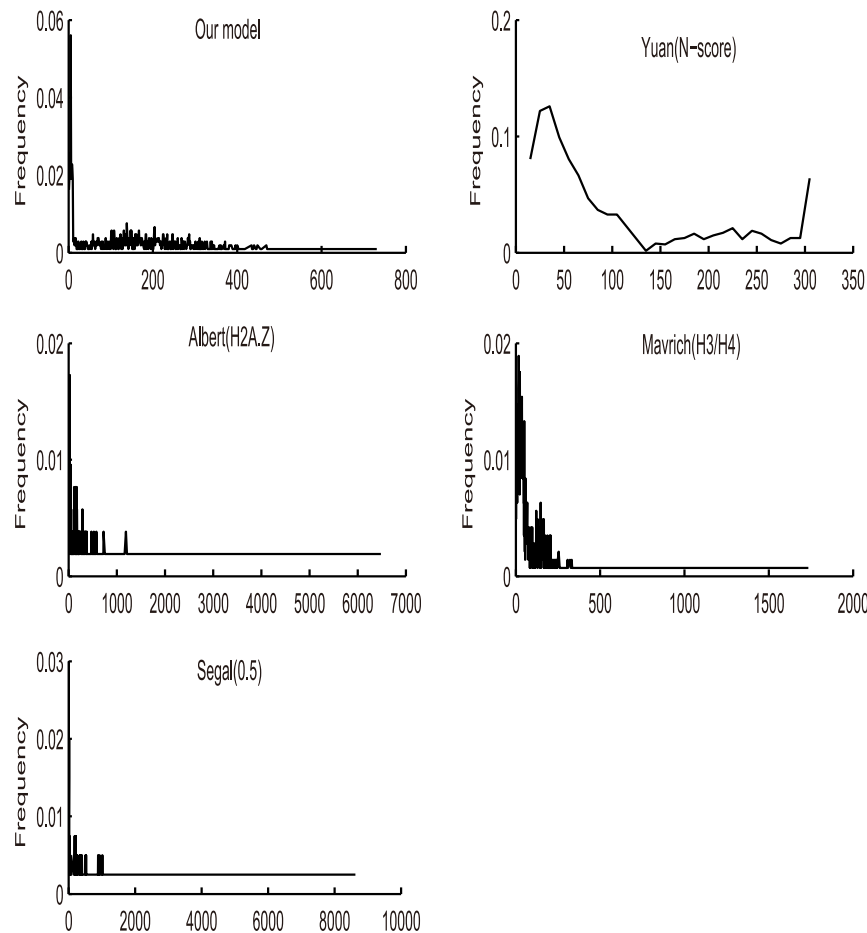 Our model
Frequency
0.06
0.04
0.02
0
0 200 400 600 800
Yuan(N-score)
Frequency
0.2
0.1
0
0 50 100 150 200 250 300 350
Albert(H2A.Z)
Frequency
0.02
0.01
0
0 1000 2000 3000 4000 5000 6000 7000
Mavrich(H3/H4)
Frequency
0.02
0.01
0
0 500 1000 1500 2000
Segal(0.5)
Frequency
0.03
0.02
0.01
0
0 2000 4000 6000 8000 10000